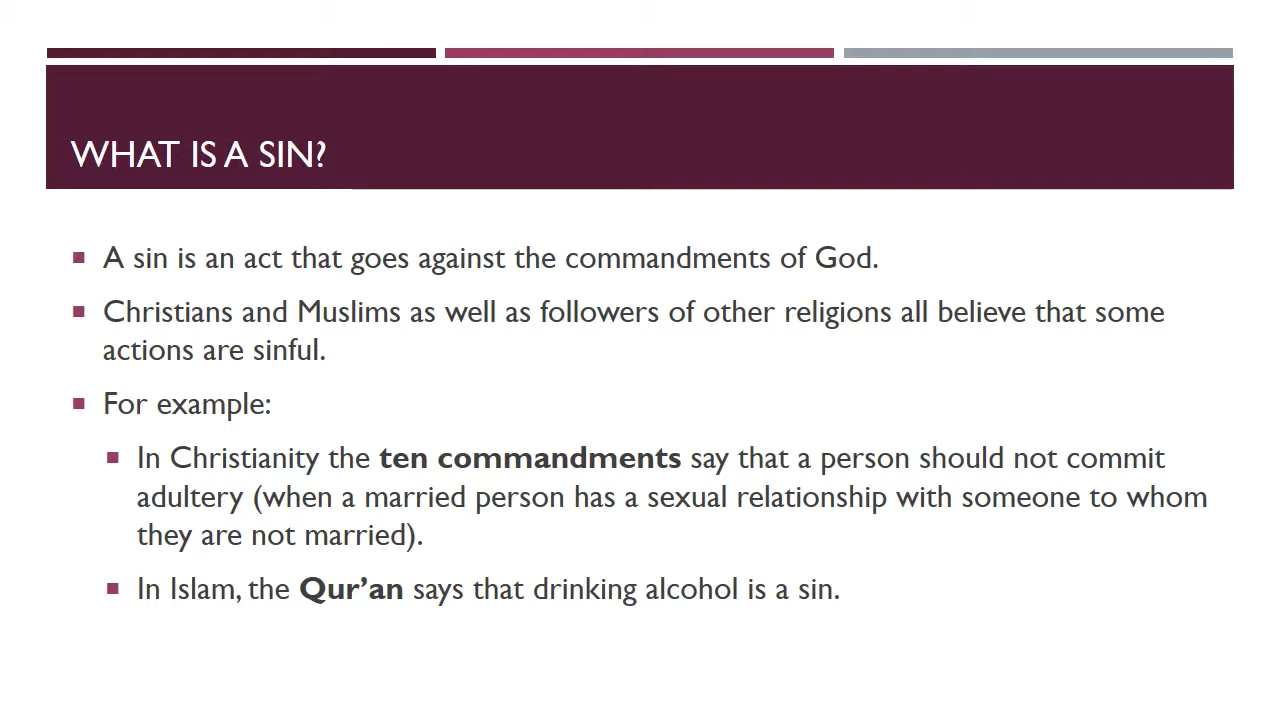 WHAT IS A SIN?
A sin is an act that goes against the commandments of God.
Christians and Muslims as well as followers of other religions all believe that some
actions are sinful.
For example:
In Christianity the ten commandments say that a person should not commit
adultery (when a married person has a sexual relationship with someone to whom
they are not married).
In Islam, the Qur’an says that drinking alcohol is a sin.